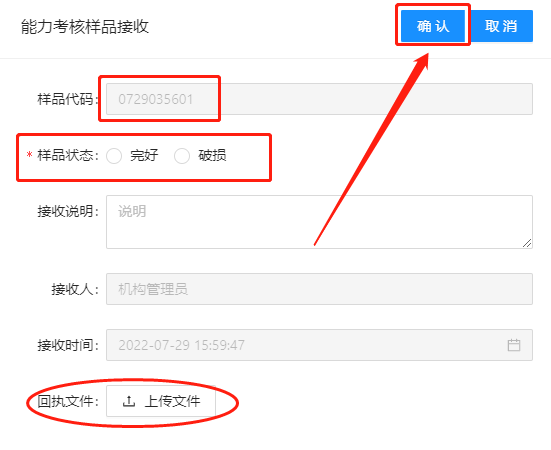 能力考核样品接收
确 认 取 消
样品代码: 0729035601
* 样品状态: 完好 破损
接收说明: 说明
接收人: 机构管理员
接收时间: 2022-07-29 15:59:47
回执文件: 上传文件